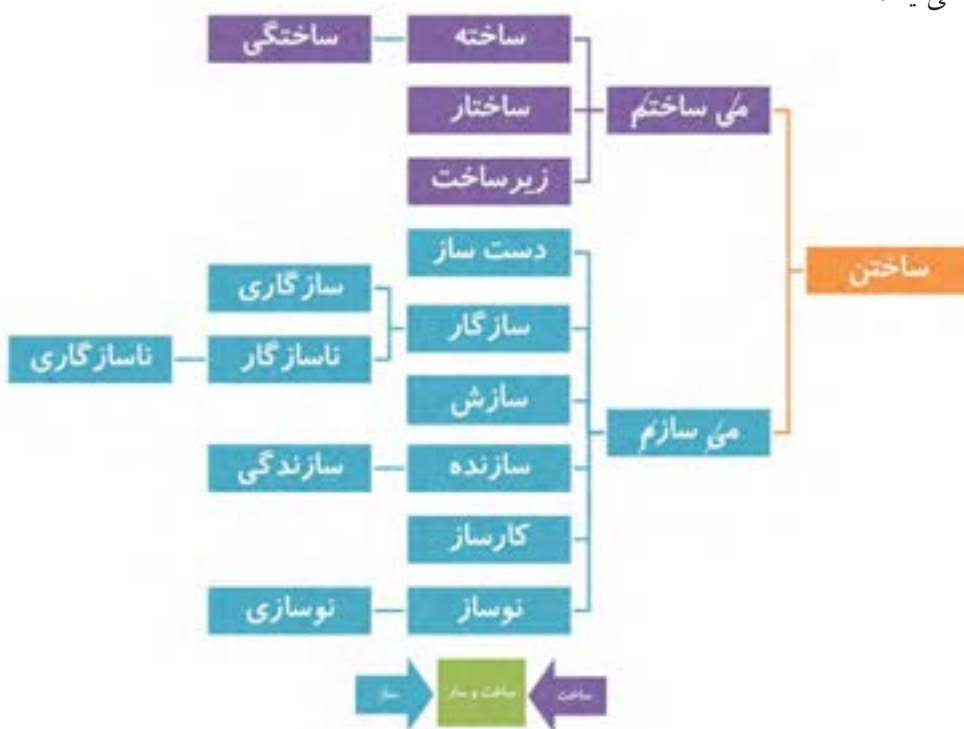 ساختن
می ساختم
ساخته
ساختگی
ساختار
زیرساخت
می سازم
دست ساز
سازگار
سازگاری
ناسازگار
ناسازگاری
سازش
سازنده
سازندگی
کارساز
نوساز
نوسازی
ساخت
ساخت و ساز
ساز